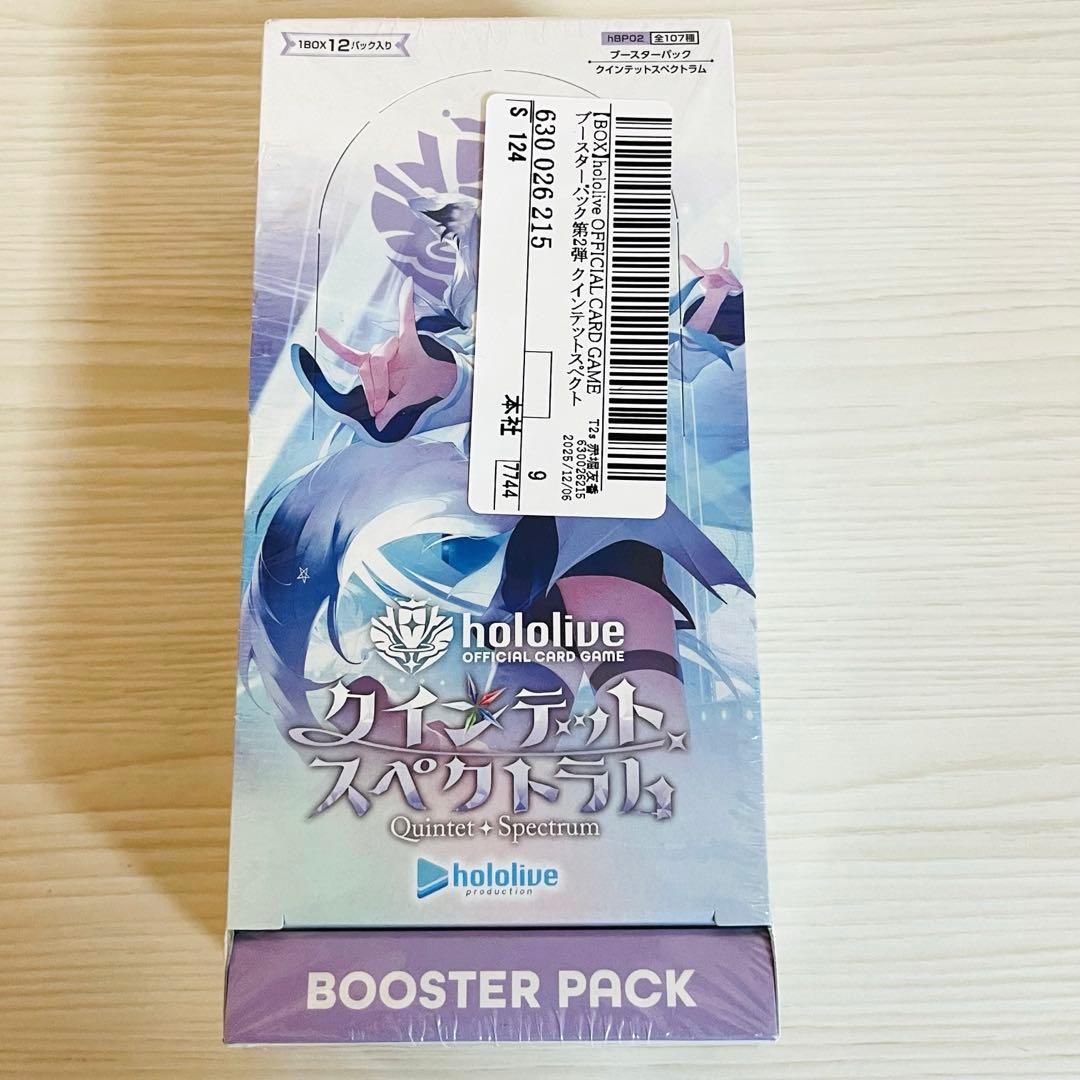 1BOX12パック入り
hBP02 全107種
ブースターパック
クインテットスペクトラム
【BOX】hololive OFFICIAL CARD GAME
ブースターパック第2弾 クインテットスペクト
T2s 赤堀友香
630026215
2025/12/06
630 026 215
S 124
9
本社 7744
hololive
OFFICIAL CARD GAME
クインテット
スペクトラム
Quintet Spectrum
hololive
production
BOOSTER PACK